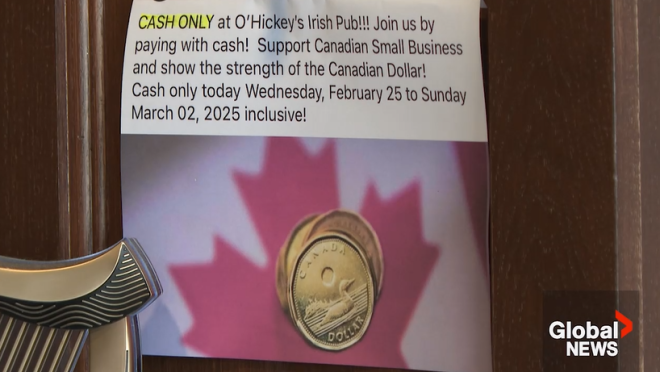 CASH ONLY at O'Hickey's Irish Pub!!! Join us by
paying with cash! Support Canadian Small Business
and show the strength of the Canadian Dollar!
Cash only today Wednesday, February 25 to Sunday
March 02, 2025 inclusive!
CANADA
DOLLAR
Global
NEWS